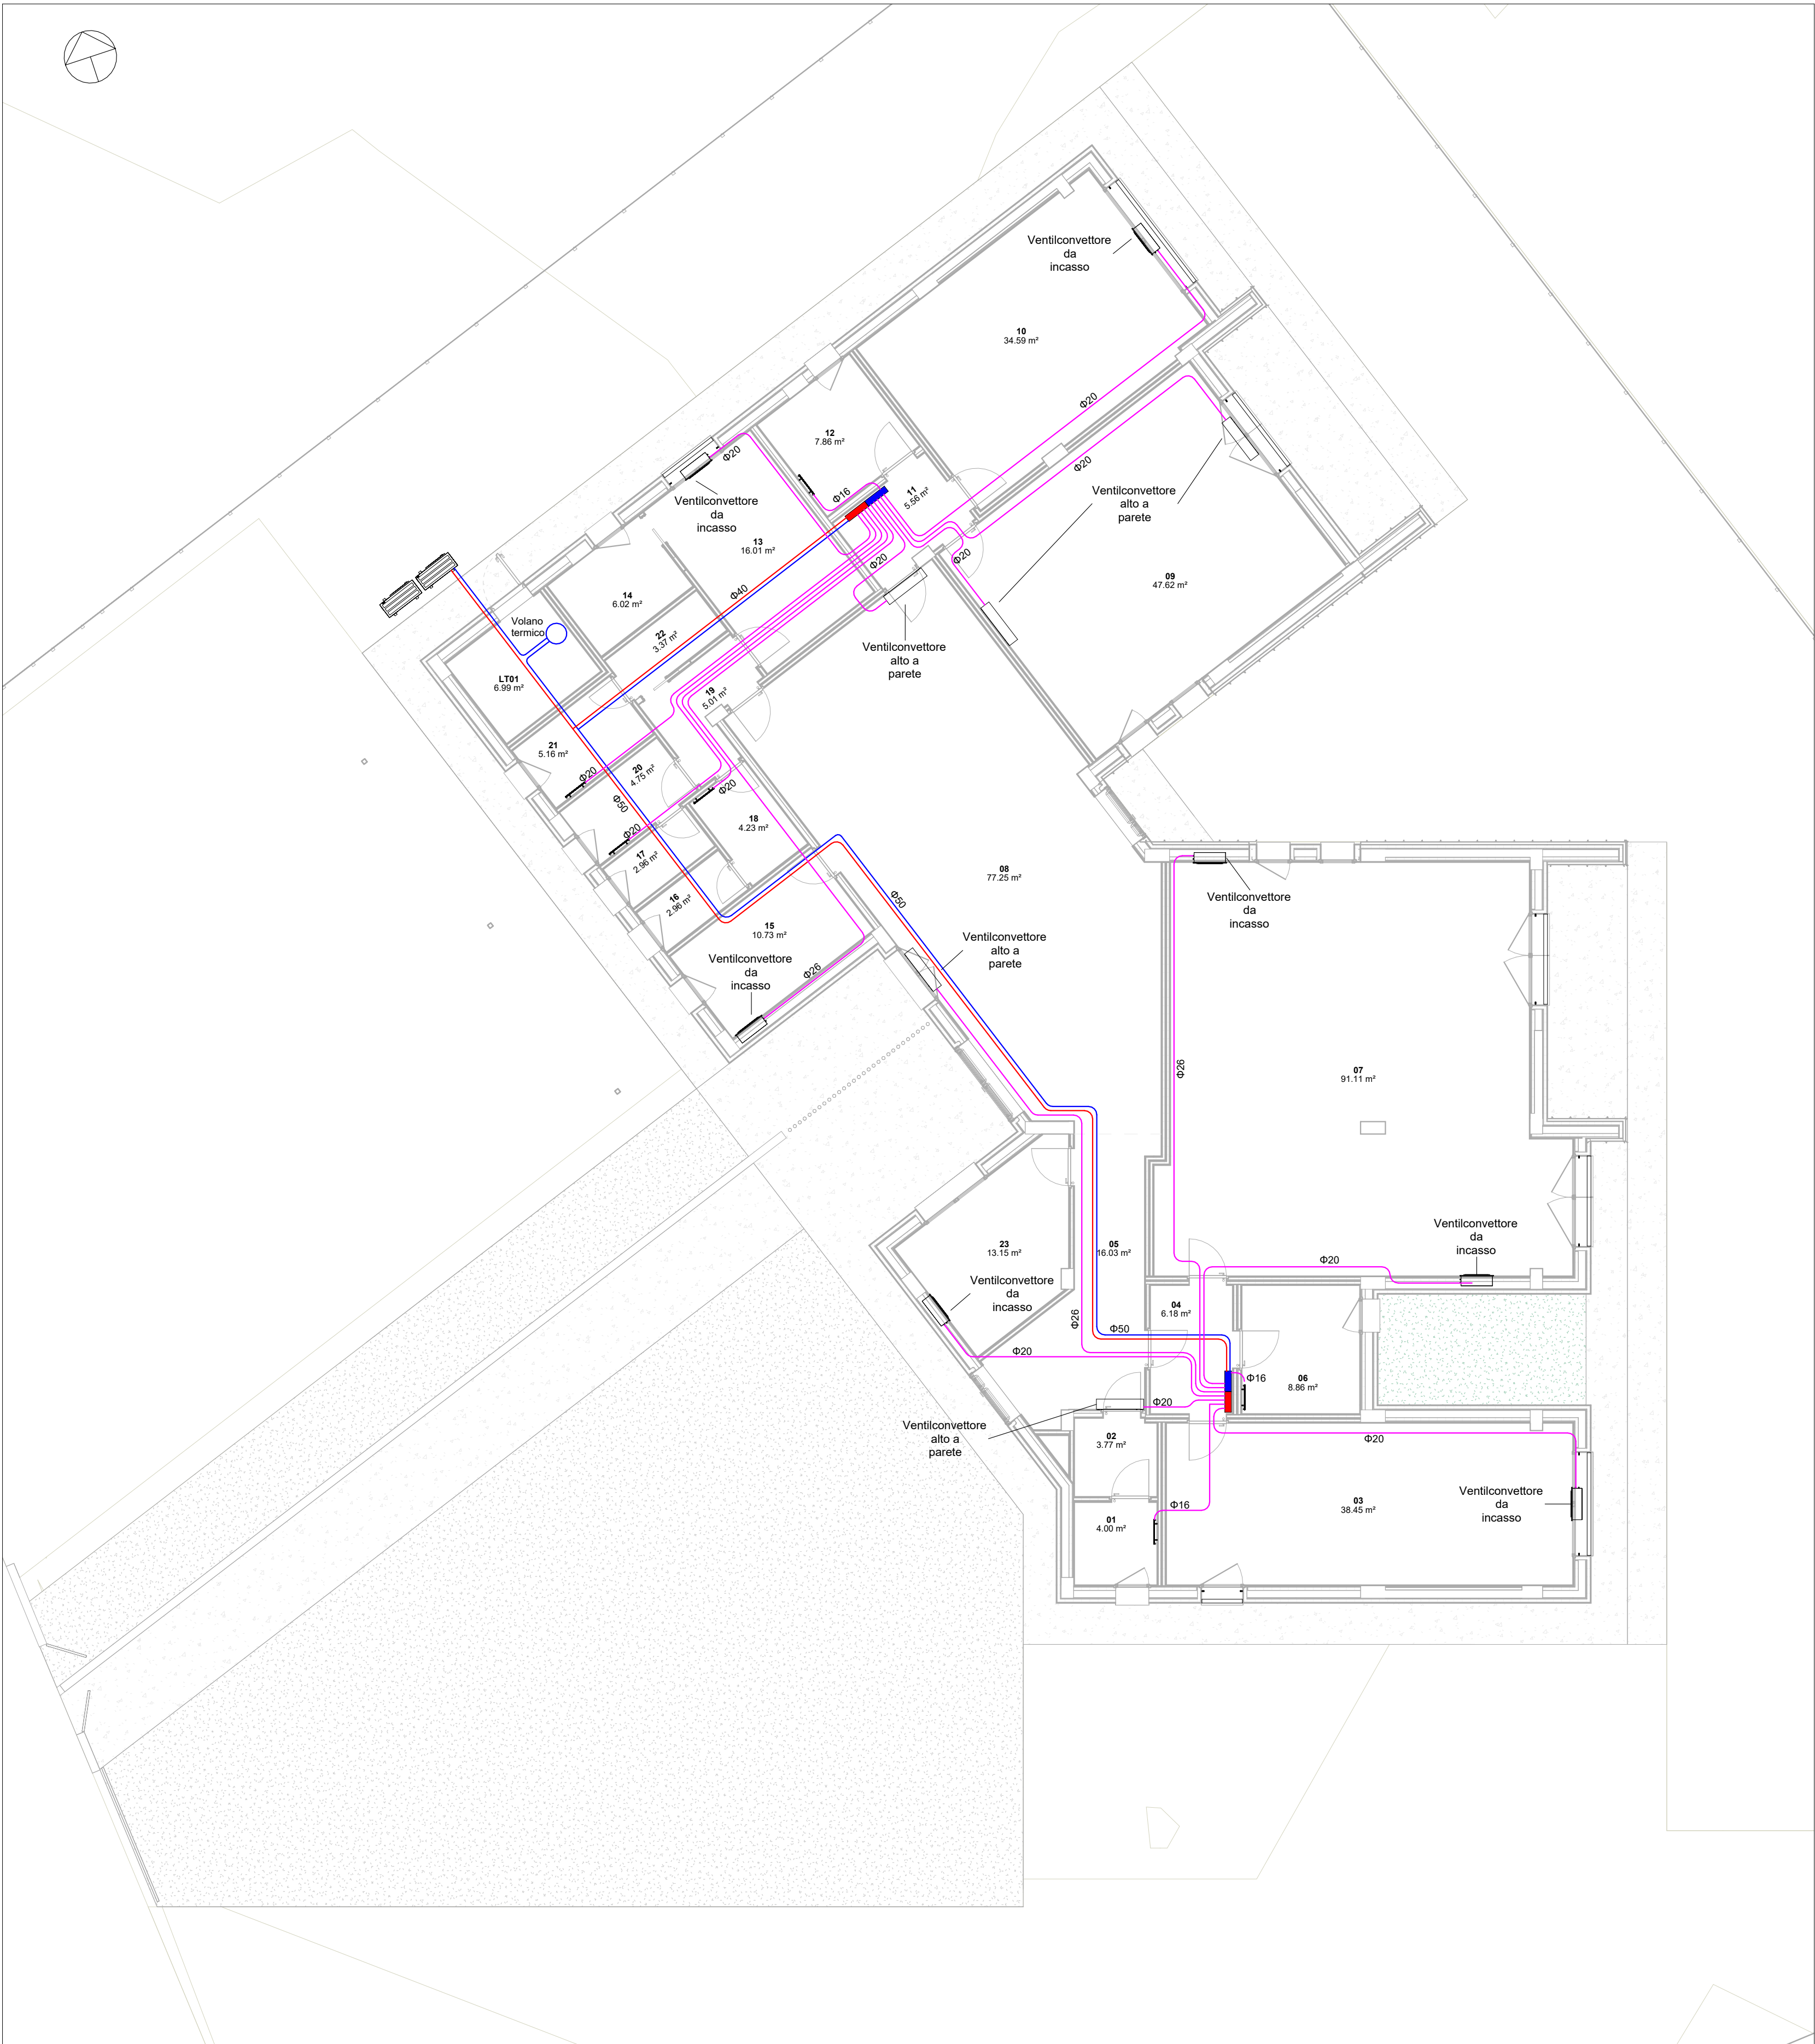 Ventilconvettore
da
incasso
10
34.59 m²
Φ20
Φ20
12
7.86 m²
Φ20
Ventilconvettore
da
incasso
Φ16
11
5.56 m²
Ventilconvettore
alto a
parete
13
16.01 m²
Φ20
Φ20
09
47.62 m²
Φ40
14
6.02 m²
Volano
termico
22
3.37 m²
Ventilconvettore
alto a
parete
LT01
6.99 m²
19
5.01 m²
21
5.16 m²
Φ20
20
4.75 m²
Φ20
Φ50
18
4.23 m²
Φ20
17
2.96 m²
08
77.25 m²
16
2.96 m²
Φ50
Ventilconvettore
da
incasso
15
10.73 m²
Ventilconvettore
alto a
parete
Ventilconvettore
da
incasso
Φ26
Φ26
07
91.11 m²
Ventilconvettore
da
incasso
23
13.15 m²
05
16.03 m²
Φ20
Ventilconvettore
da
incasso
04
6.18 m²
Φ26
Φ50
Φ20
Φ16
06
8.86 m²
Φ20
Ventilconvettore
alto a
parete
02
3.77 m²
Φ20
Ventilconvettore
da
incasso
03
38.45 m²
Φ16
01
4.00 m²